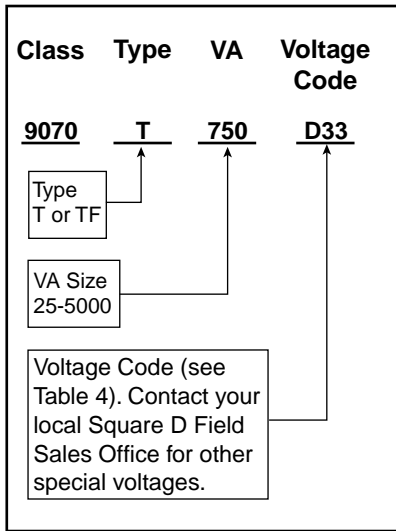 Class Type VA Voltage
Code
9070 T 750 D33
Type
T or TF
VA Size
25-5000
Voltage Code (see
Table 4). Contact your
local Square D Field
Sales Office for other
special voltages.